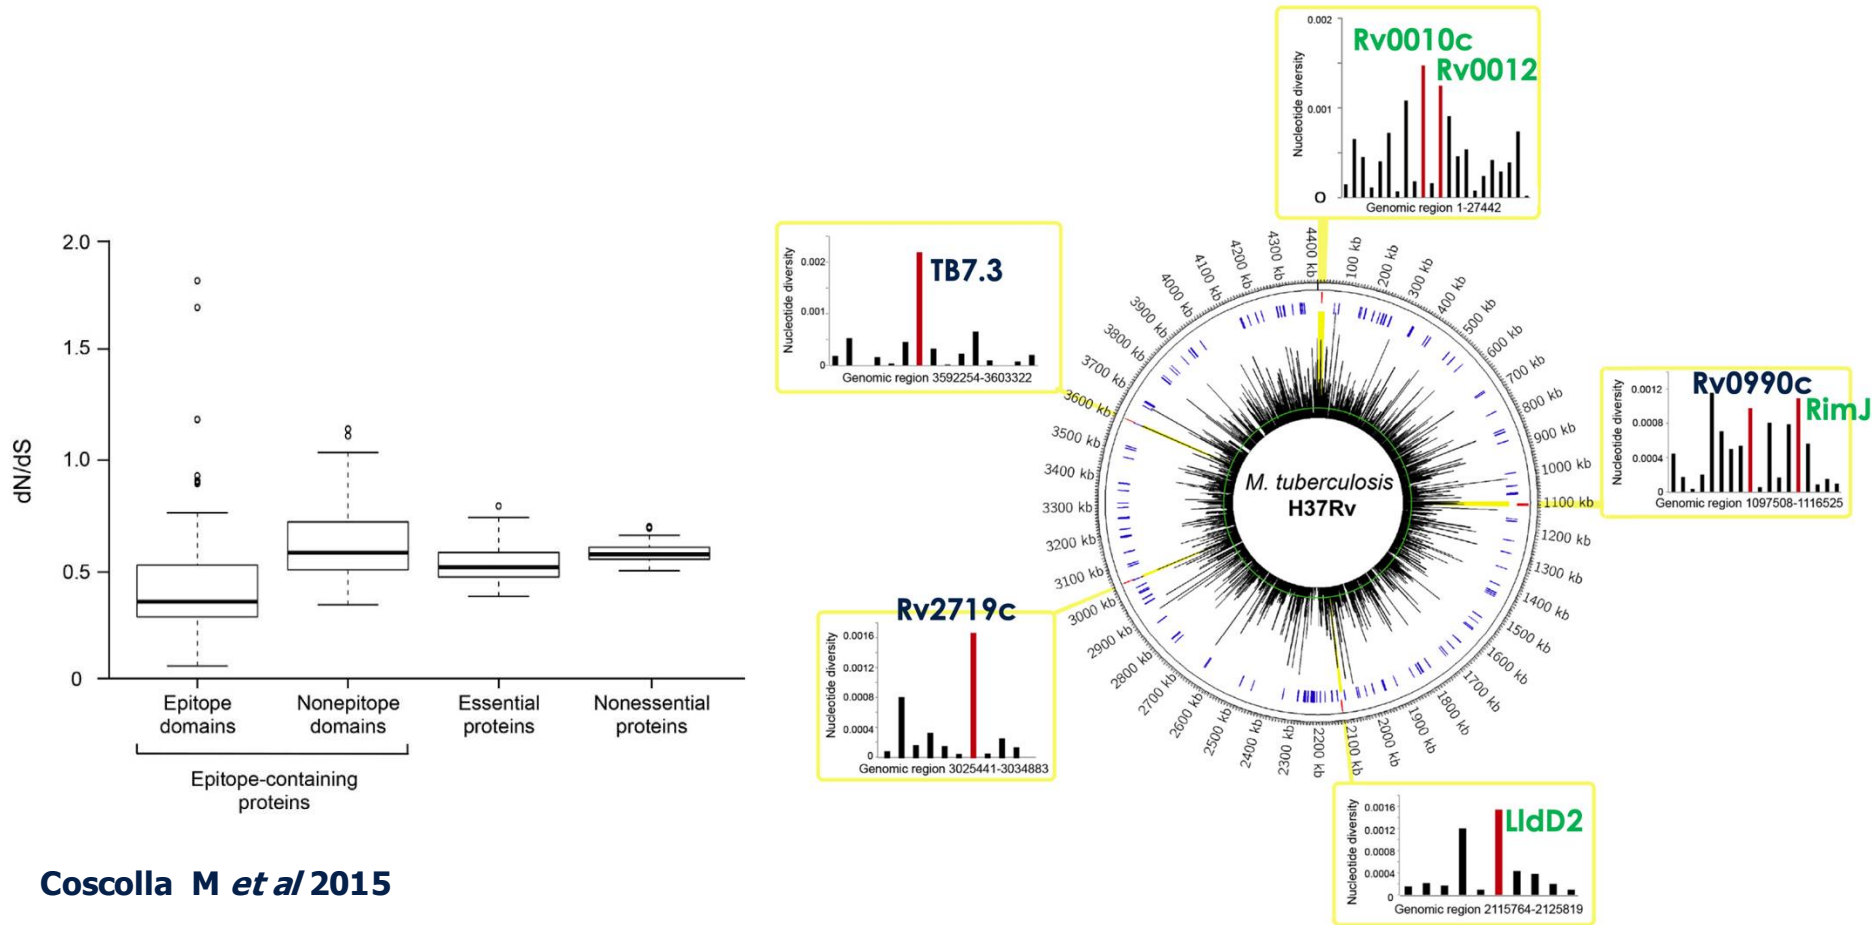 2.0
1.5
1.0
0.5
0
dN/dS
Epitope
domains
Nonepitope
domains
Essential
proteins
Nonessential
proteins
Epitope-containing
proteins
Coscolla M et al 2015
0.002
0.001
O
Nucleotide diversity
Rv0010c
Rv0012
Genomic region 1-27442
0.002
0.001
0
Nucleotide diversity
TB7.3
Genomic region 3592254-3603322
0.0012
0.0008
0.0004
0
Nucleotide diversity
Rv0990c
RimJ
Genomic region 1097508-1116525
0.0016
0.0012
0.0008
0.0004
0
Nucleotide diversity
Rv2719c
Genomic region 3025441-3034883
0.0016
0.0012
0.0008
0.0004
0
Nucleotide diversity
LldD2
Genomic region 2115764-2125819
M. tuberculosis
H37Rv
100 kb
200 kb
300 kb
400 kb
500 kb
600 kb
700 kb
800 kb
900 kb
1000 kb
1100 kb
1200 kb
1300 kb
1400 kb
1500 kb
1600 kb
1700 kb
1800 kb
1900 kb
2000 kb
2100 kb
2200 kb
2300 kb
2400 kb
2500 kb
2600 kb
2700 kb
2800 kb
2900 kb
3000 kb
3100 kb
3200 kb
3300 kb
3400 kb
3500 kb
3600 kb
3700 kb
3800 kb
3900 kb
4000 kb
4100 kb
4200 kb
4300 kb
4400 kb